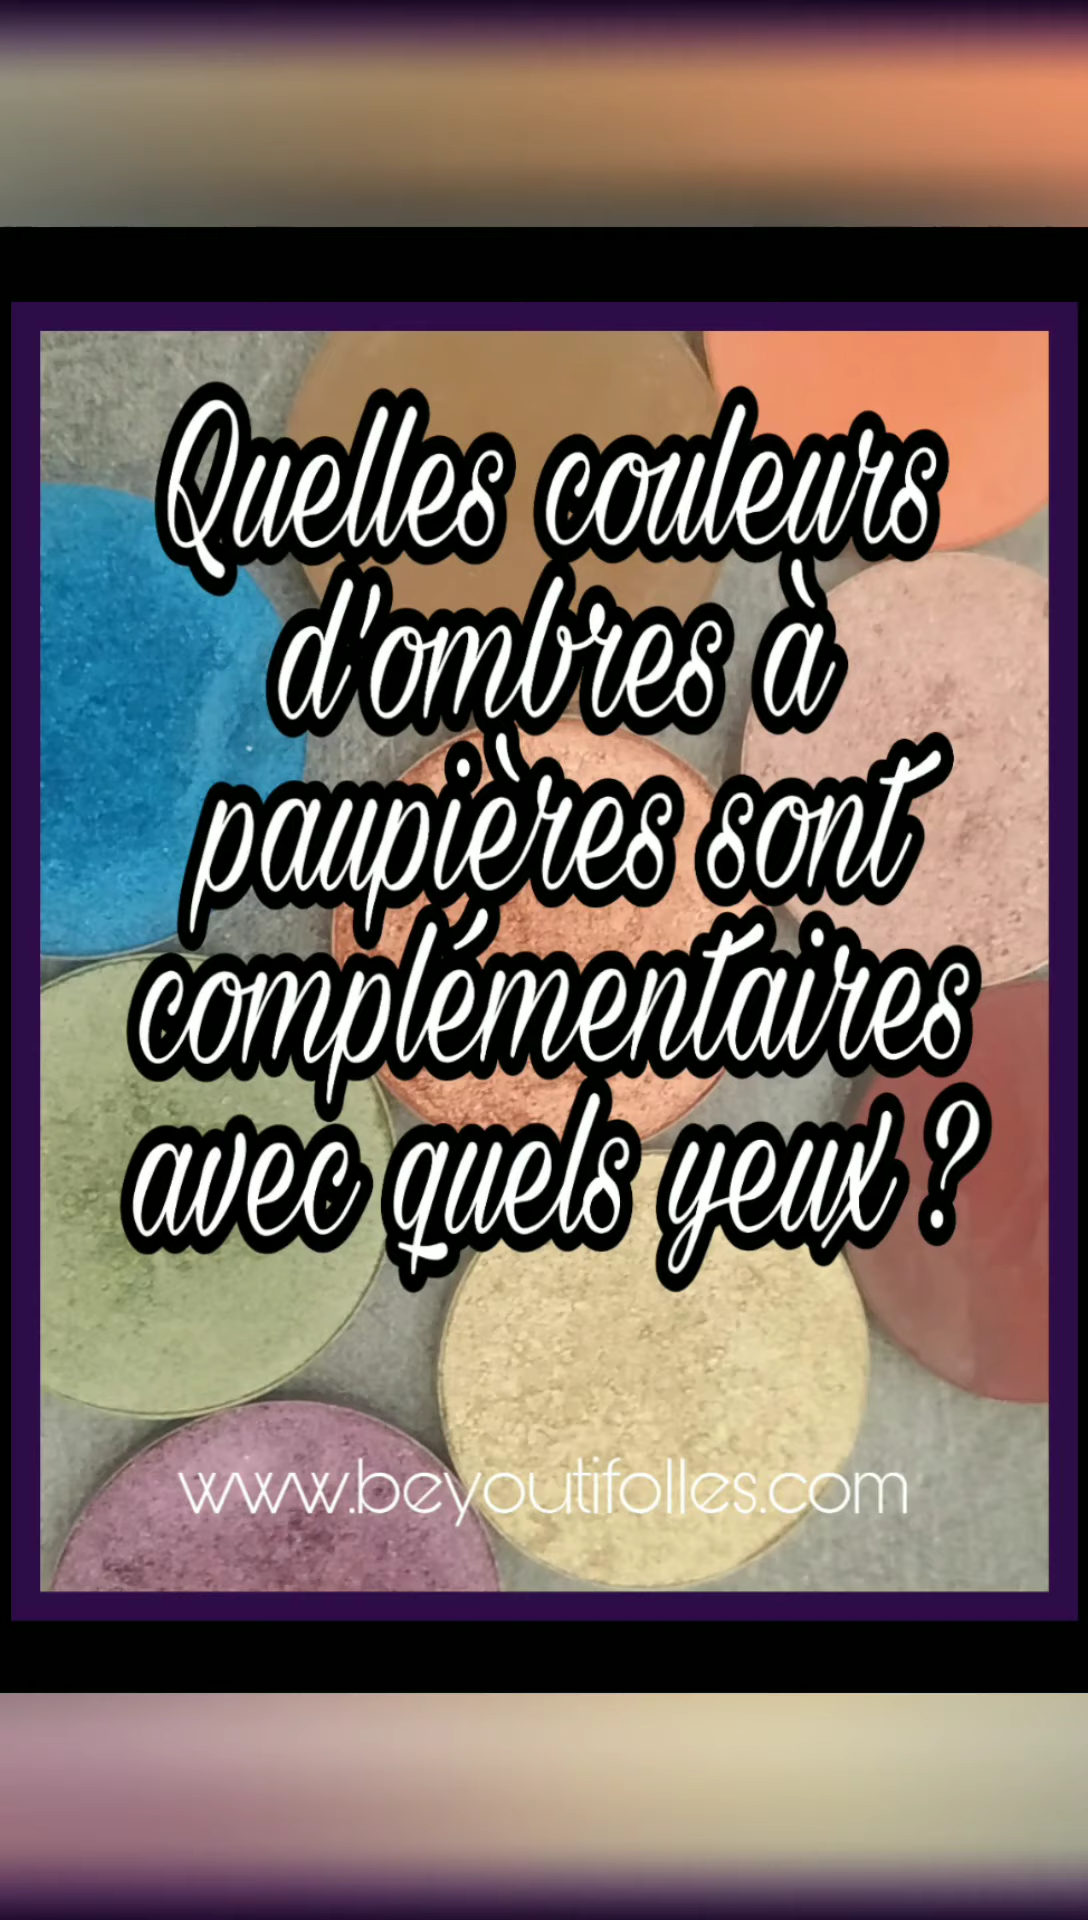 Quelles couleurs
d'ombres à
paupières sont
complémentaires
avec quels yeux ?
www.beyoutifolles.com